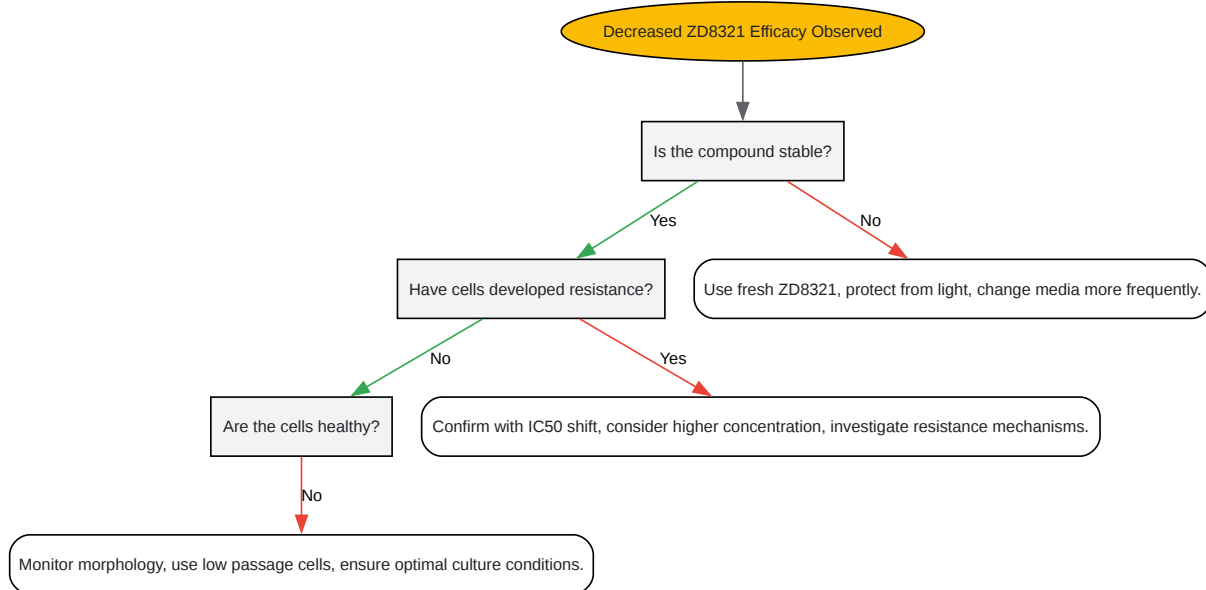 Decreased ZD8321 Efficacy Observed
Is the compound stable?
Yes
No
Have cells developed resistance?
Use fresh ZD8321, protect from light, change media more frequently.
No
Yes
Are the cells healthy?
Confirm with IC50 shift, consider higher concentration, investigate resistance mechanisms.
No
Monitor morphology, use low passage cells, ensure optimal culture conditions.